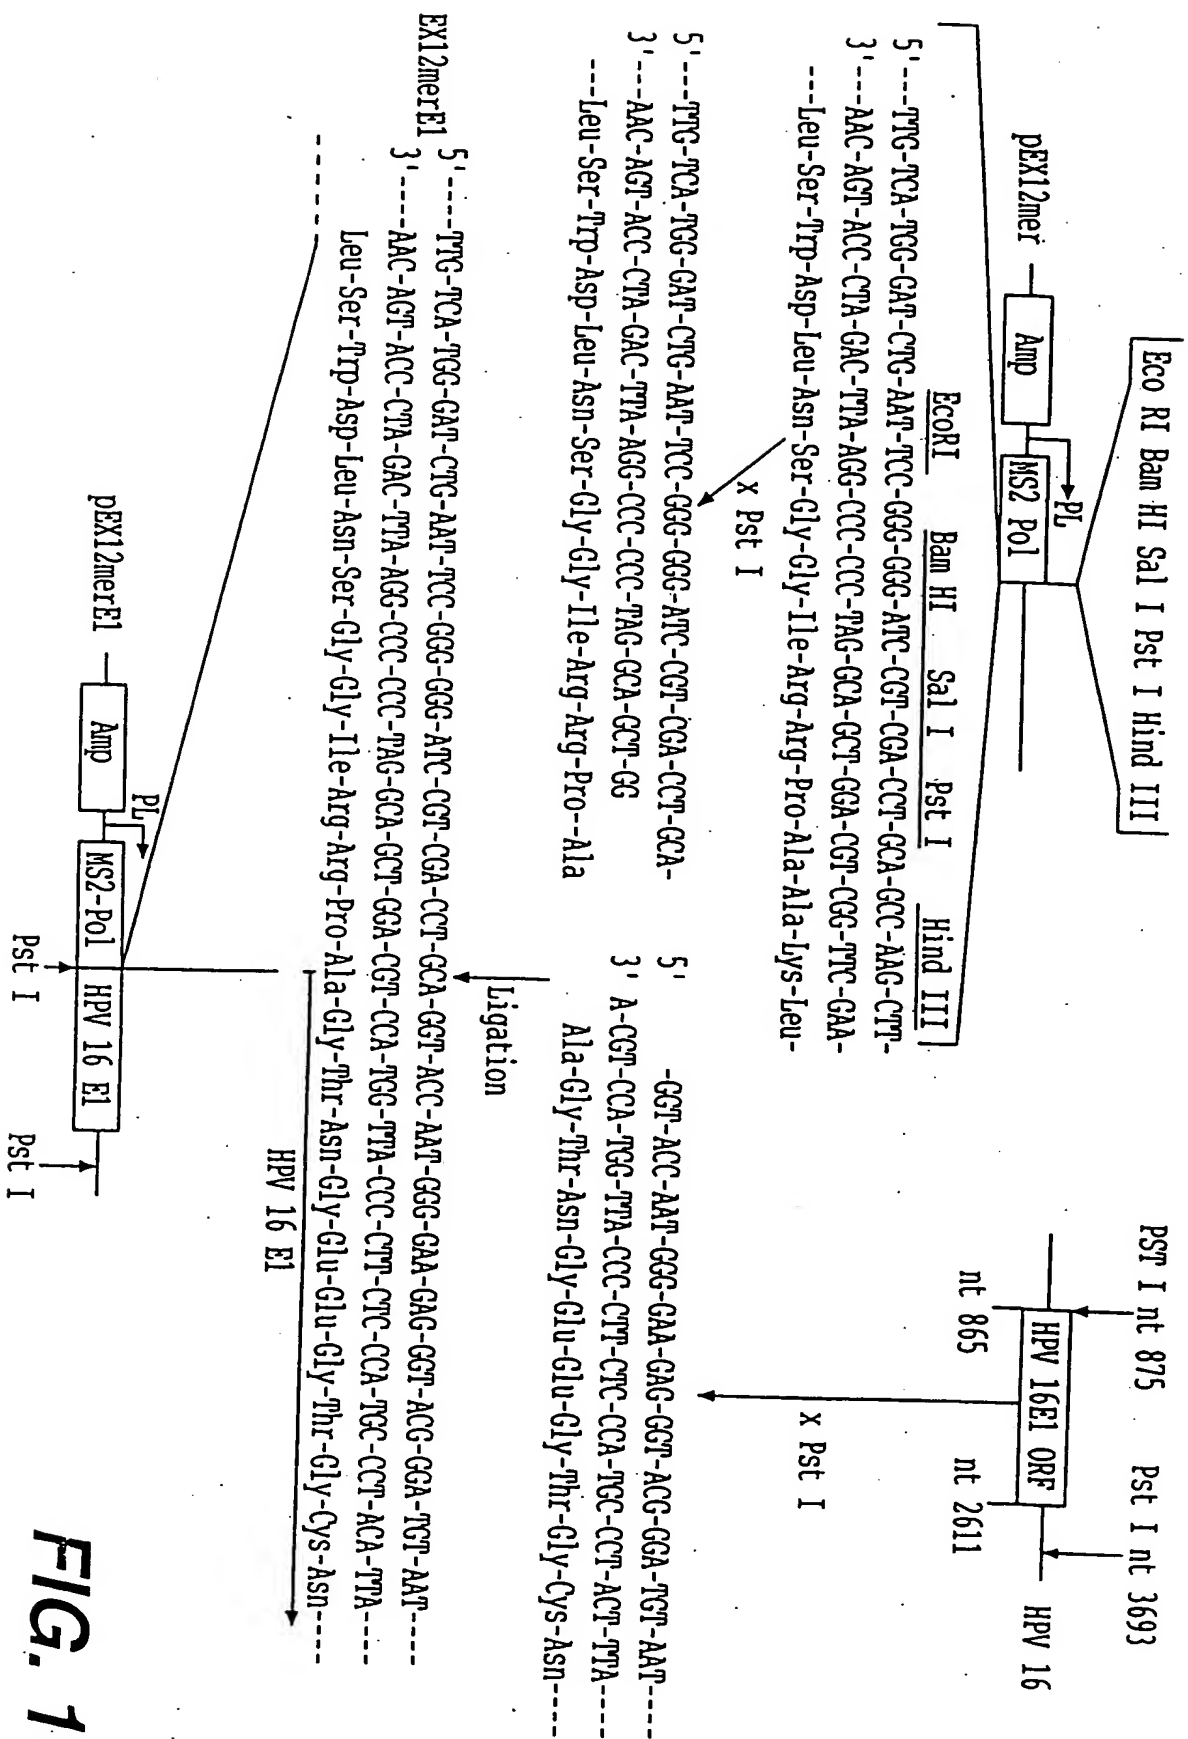 Eco RI Bam HI Sal I Pst I Hind III
PL
pEX12mer
Amp
MS2 Pol
EcoRI Bam HI Sal I Pst I Hind III
5'---TTG-TCA-TGG-GAT-CTG-AAT-TCC-GGG-GGG-ATC-CGT-CGA-CCT-GCA-GCC-AAG-CTT-
3'---AAC-AGT-ACC-CTA-GAC-TTA-AGG-CCC-CCC-TAG-GCA-GCT-GGA-CGT-CGG-TTC-GAA-
---Leu-Ser-Trp-Asp-Leu-Asn-Ser-Gly-Gly-Ile-Arg-Arg-Pro-Ala-Ala-Lys-Leu-
x Pst I
5'---TTG-TCA-TGG-GAT-CTG-AAT-TCC-GGG-GGG-ATC-CGT-CGA-CCT-GCA-
3'---AAC-AGT-ACC-CTA-GAC-TTA-AGG-CCC-CCC-TAG-GCA-GCT-GG
---Leu-Ser-Trp-Asp-Leu-Asn-Ser-Gly-Gly-Ile-Arg-Arg-Pro--Ala
PST I nt 875 Pst I nt 3693
HPV 16E1 ORF
HPV 16
nt 865 nt 2611
x Pst I
5' -GGT-ACC-AAT-GGG-GAA-GAG-GGT-ACG-GGA-TGT-AAT----
3' A-CGT-CCA-TGG-TTA-CCC-CTT-CTC-CCA-TGC-CCT-ACT-TTA----
Ala-Gly-Thr-Asn-Gly-Glu-Glu-Gly-Thr-Gly-Cys-Asn----
Ligation
EX12merE1
5'----TTG-TCA-TGG-GAT-CTG-AAT-TCC-GGG-GGG-ATC-CGT-CGA-CCT-GCA-GGT-ACC-AAT-GGG-GAA-GAG-GGT-ACG-GGA-TGT-AAT----
3'----AAC-AGT-ACC-CTA-GAC-TTA-AGG-CCC-CCC-TAG-GCA-GCT-GGA-CGT-CCA-TGG-TTA-CCC-CTT-CTC-CCA-TGC-CCT-ACA-TTA----
Leu-Ser-Trp-Asp-Leu-Asn-Ser-Gly-Gly-Ile-Arg-Arg-Pro-Ala-Gly-Thr-Asn-Gly-Glu-Glu-Gly-Thr-Gly-Cys-Asn----
HPV 16 E1
PL
pEX12merE1
Amp
MS2-Pol
HPV 16 E1
Pst I
Pst I
FIG. 1